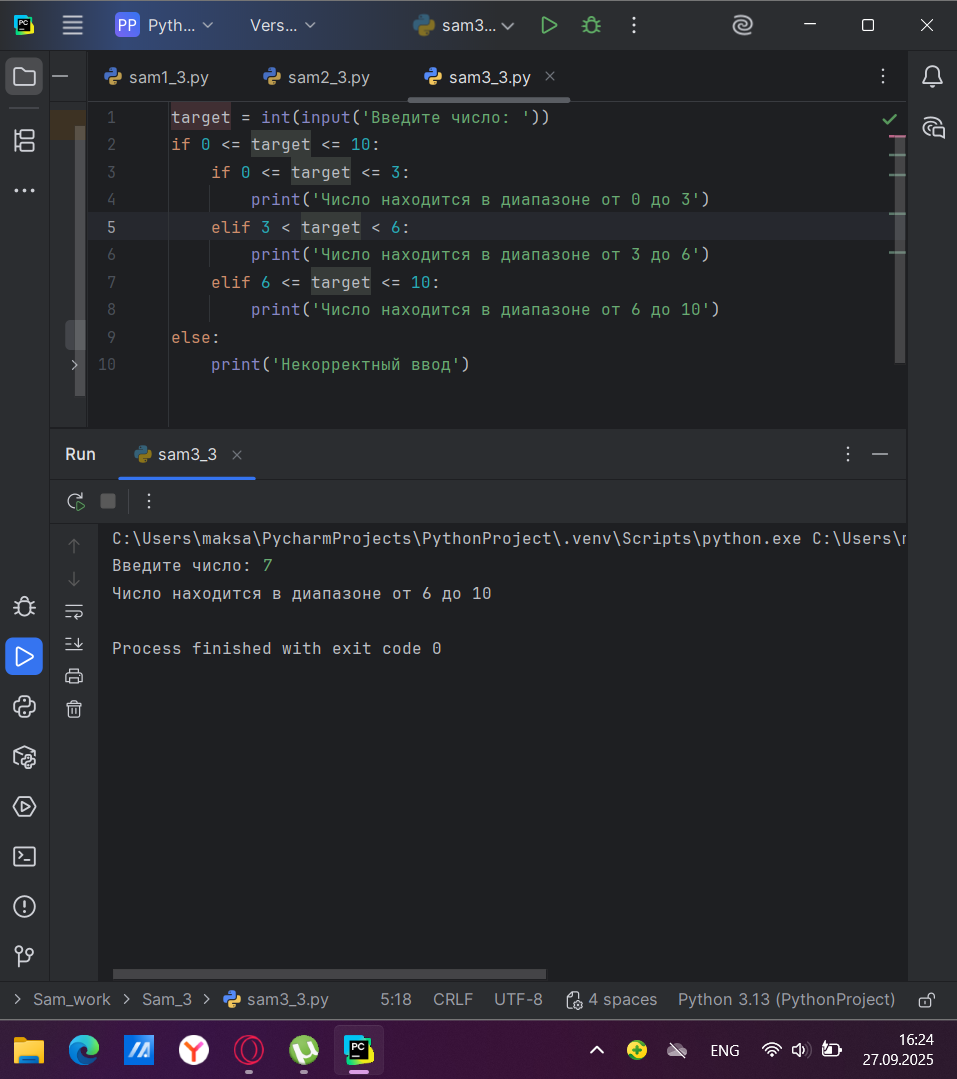 PC
PP Pyth... Vers... sam3...
sam1_3.py sam2_3.py sam3_3.py
1 target = int(input('Введите число: '))
2 if 0 <= target <= 10:
3 if 0 <= target <= 3:
4 print('Число находится в диапазоне от 0 до 3')
5 elif 3 < target < 6:
6 print('Число находится в диапазоне от 3 до 6')
7 elif 6 <= target <= 10:
8 print('Число находится в диапазоне от 6 до 10')
9 else:
10 print('Некорректный ввод')
Run sam3_3
C:\Users\maksa\PycharmProjects\PythonProject\.venv\Scripts\python.exe C:\Users\
Введите число: 7
Число находится в диапазоне от 6 до 10
Process finished with exit code 0
Sam_work Sam_3 sam3_3.py 5:18 CRLF UTF-8 4 spaces Python 3.13 (PythonProject)
PC ENG 16:24
27.09.2025